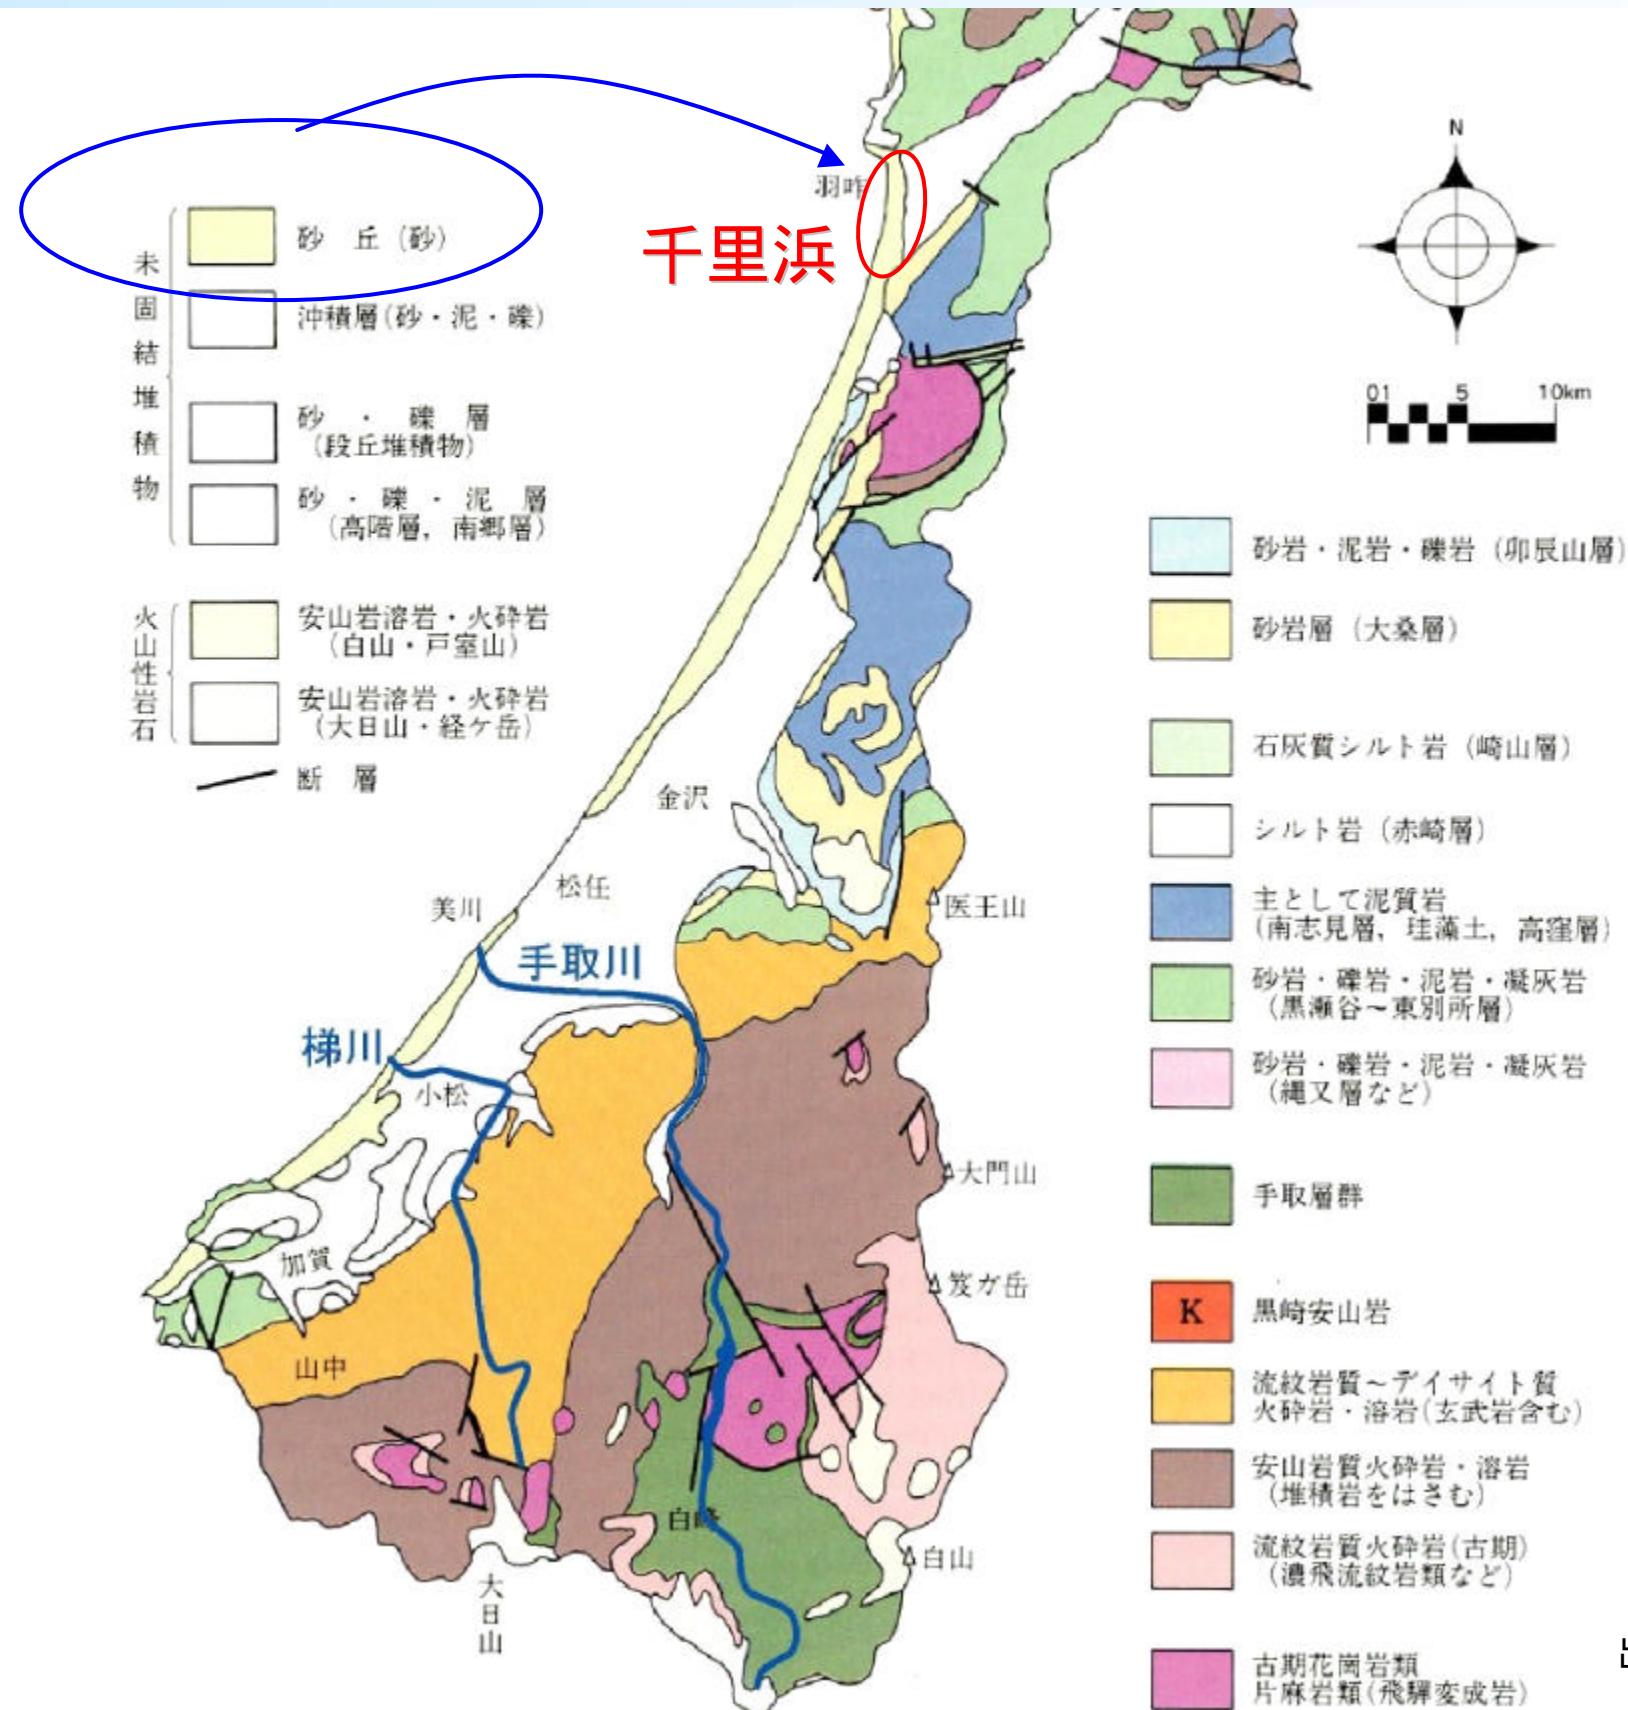 未固結堆積物
砂 丘（砂）
沖積層（砂・泥・礫）
砂 ・ 礫 層
（段丘堆積物）
砂 ・ 礫 ・ 泥 層
（高階層，南郷層）
火山性岩石
安山岩溶岩・火砕岩
（白山・戸室山）
安山岩溶岩・火砕岩
（大日山・経ケ岳）
断 層
羽咋
千里浜
金沢
松任
美川
手取川
梯川
小松
加賀
山中
大日山
白峰
白山
医王山
大門山
笈ガ岳
N
01 5 10km
砂岩・泥岩・礫岩（卯辰山層）
砂岩層（大桑層）
石灰質シルト岩（崎山層）
シルト岩（赤崎層）
主として泥質岩
（南志見層，珪藻土，高窪層）
砂岩・礫岩・泥岩・凝灰岩
（黒瀬谷～東別所層）
砂岩・礫岩・泥岩・凝灰岩
（縄又層など）
手取層群
K
黒崎安山岩
流紋岩質～デイサイト質
火砕岩・溶岩（玄武岩含む）
安山岩質火砕岩・溶岩
（堆積岩をはさむ）
流紋岩質火砕岩（古期）
（濃飛流紋岩類など）
古期花崗岩類
片麻岩類（飛騨変成岩）